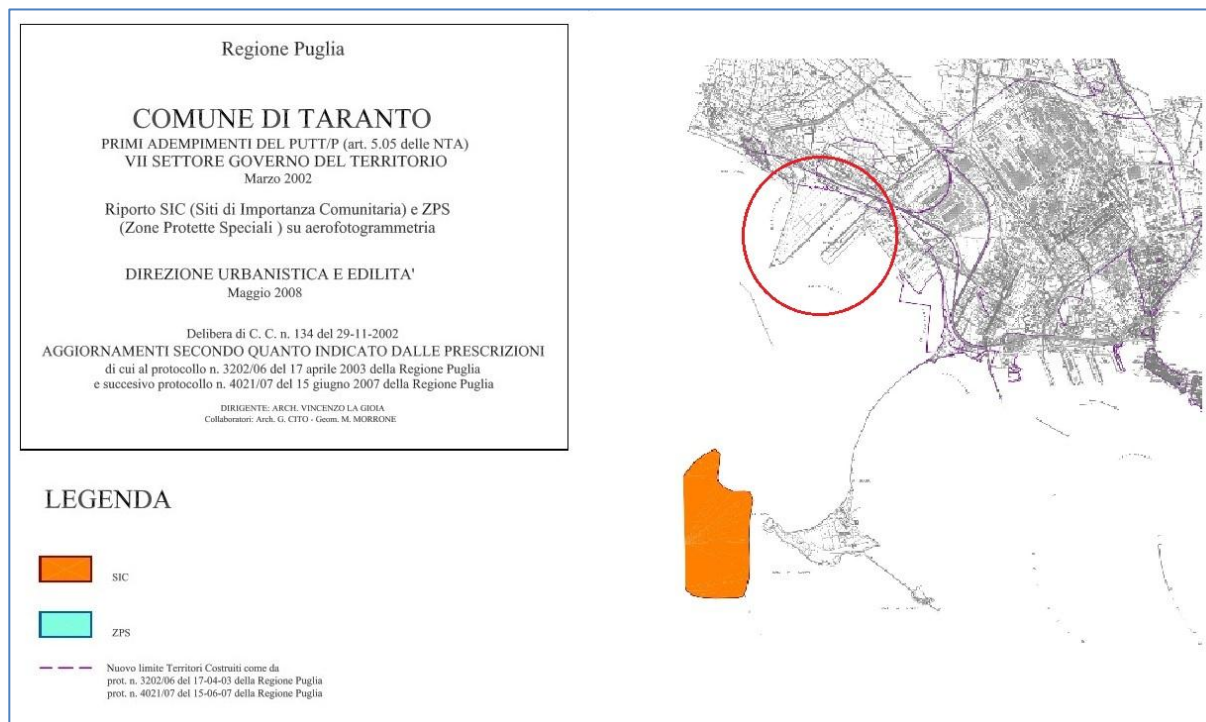 Regione Puglia
COMUNE DI TARANTO
PRIMI ADEMPIMENTI DEL PUTT/P (art. 5.05 delle NTA)
VII SETTORE GOVERNO DEL TERRITORIO
Marzo 2002
Riporto SIC (Siti di Importanza Comunitaria) e ZPS
(Zone Protette Speciali ) su aerofotogrammetria
DIREZIONE URBANISTICA E EDILITA'
Maggio 2008
Delibera di C. C. n. 134 del 29-11-2002
AGGIORNAMENTI SECONDO QUANTO INDICATO DALLE PRESCRIZIONI
di cui al protocollo n. 3202/06 del 17 aprile 2003 della Regione Puglia
e succesivo protocollo n. 4021/07 del 15 giugno 2007 della Regione Puglia
DIRIGENTE: ARCH. VINCENZO LA GIOIA
Collaboratori: Arch. G. CITO - Geom. M. MORRONE
LEGENDA
SIC
ZPS
Nuovo limite Territori Costruiti come da
prot. n. 3202/06 del 17-04-03 della Regione Puglia
prot. n. 4021/07 del 15-06-07 della Regione Puglia